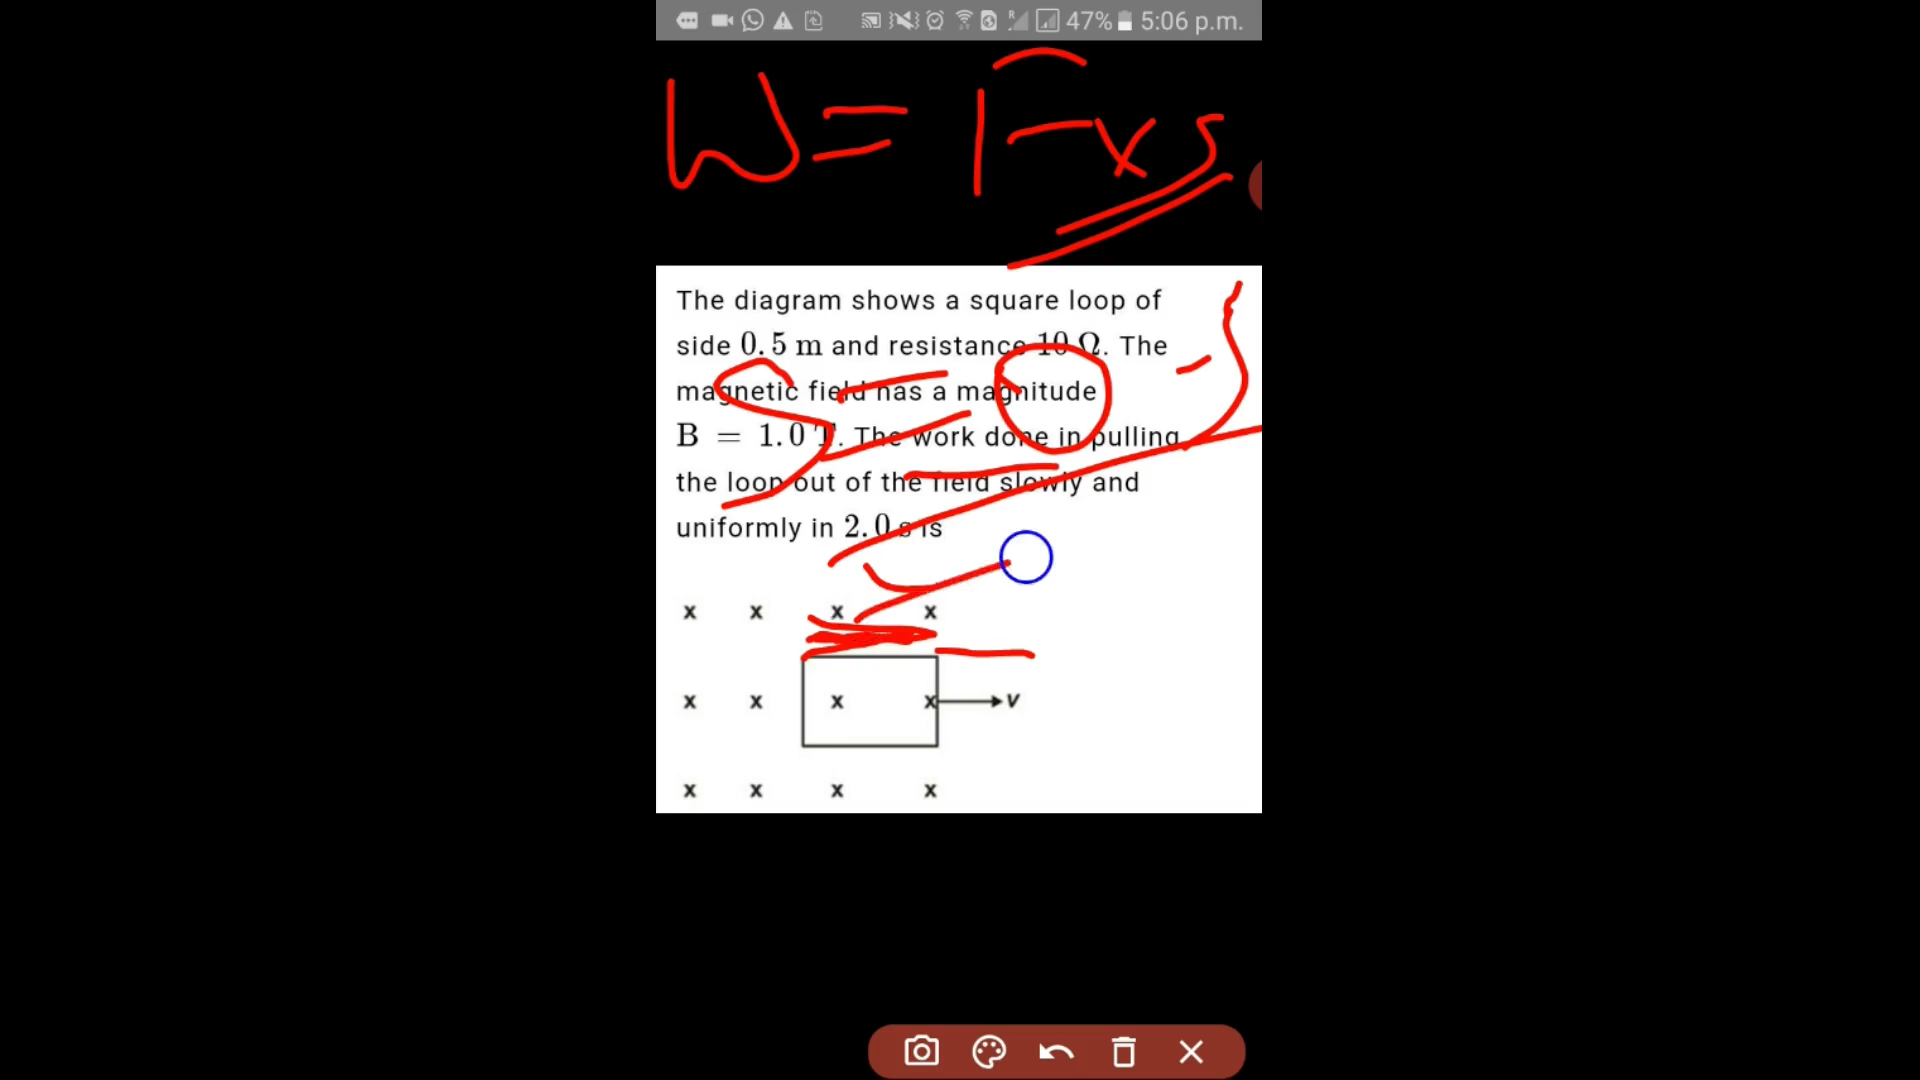 47% 5:06 p.m.
W = F x s
The diagram shows a square loop of
side 0.5 m and resistance 10 Ω. The
magnetic field has a magnitude
B = 1.0 T. The work done in pulling
the loop out of the field slowly and
uniformly in 2.0 s is
x x x x
x x x x v
x x x x